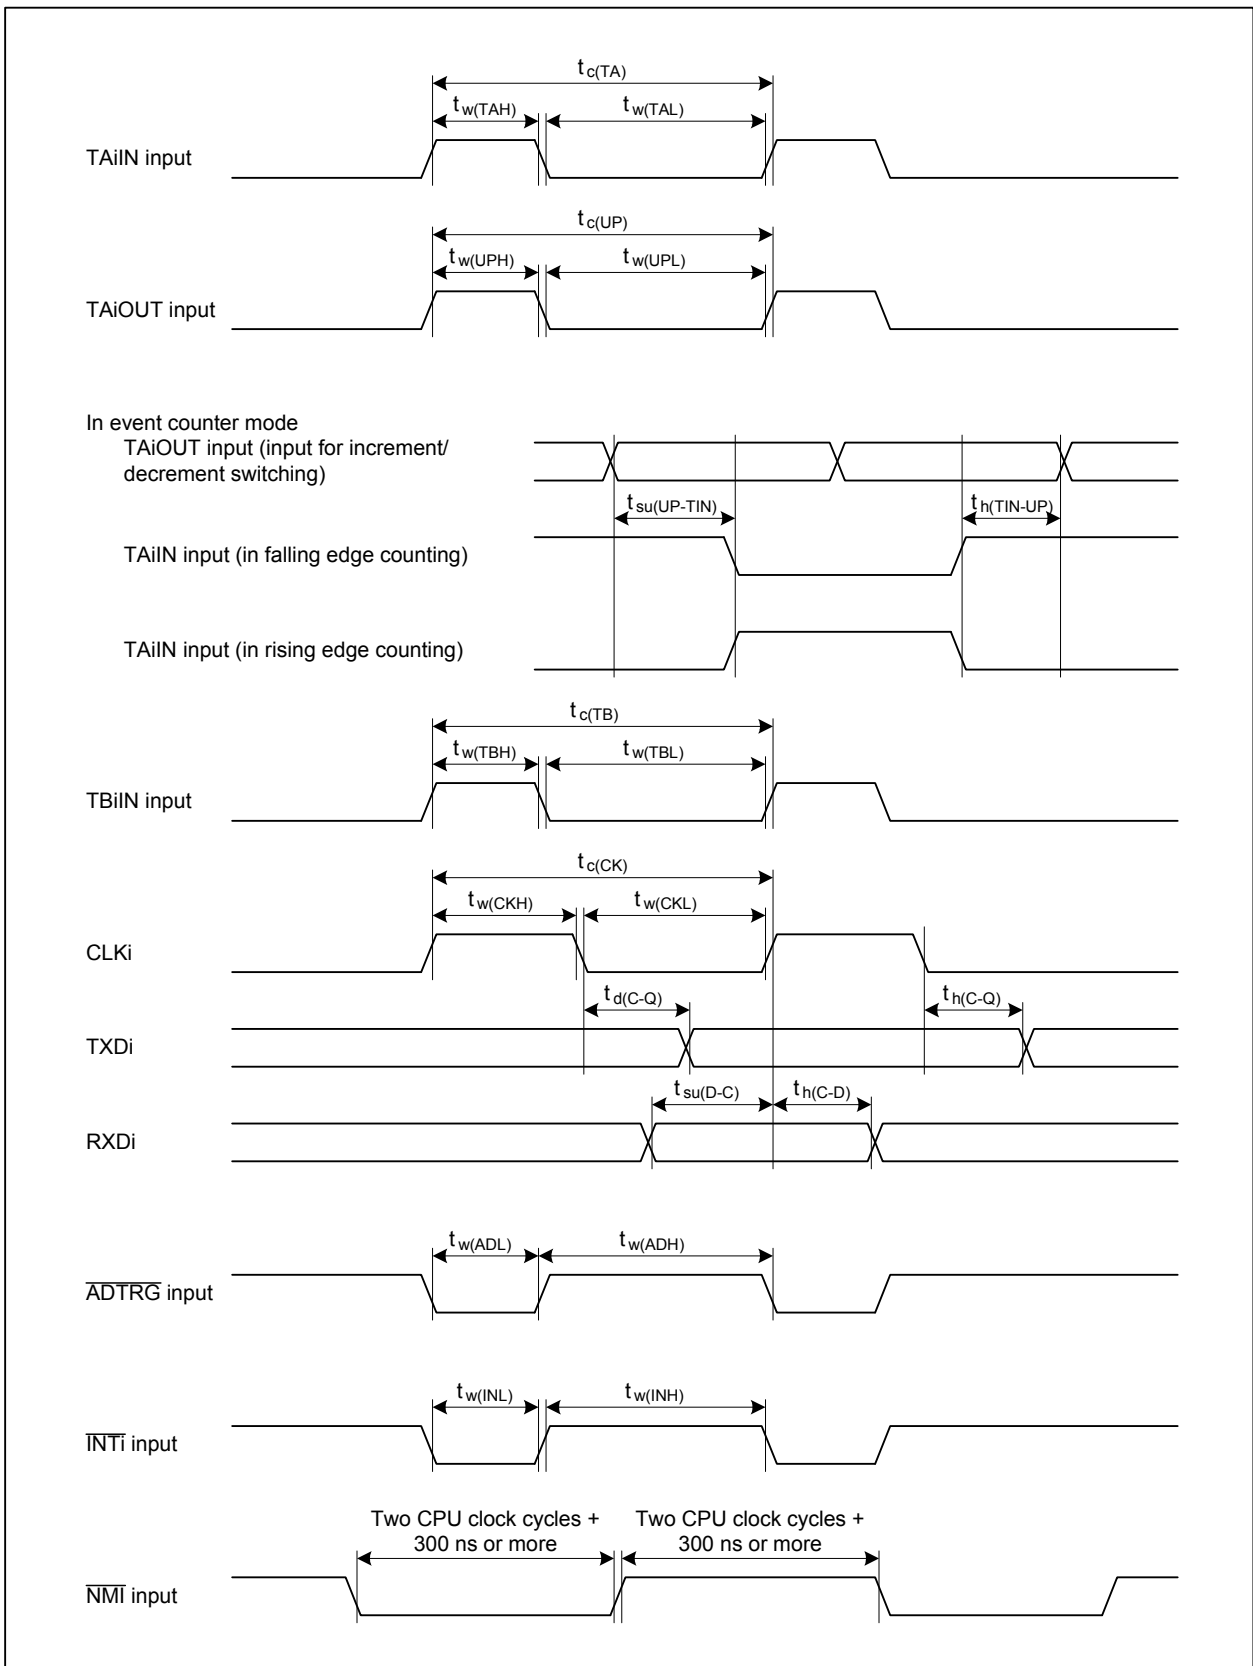 tc(TA)
tw(TAH) tw(TAL)
TAiIN input
tc(UP)
tw(UPH) tw(UPL)
TAiOUT input
In event counter mode
TAiOUT input (input for increment/
decrement switching)
tsu(UP-TIN) th(TIN-UP)
TAiIN input (in falling edge counting)
TAiIN input (in rising edge counting)
tc(TB)
tw(TBH) tw(TBL)
TBiIN input
tc(CK)
tw(CKH) tw(CKL)
CLKi
td(C-Q) th(C-Q)
TXDi
tsu(D-C) th(C-D)
RXDi
tw(ADL) tw(ADH)
ADTRG input
tw(INL) tw(INH)
INTi input
Two CPU clock cycles + Two CPU clock cycles +
300 ns or more 300 ns or more
NMI input